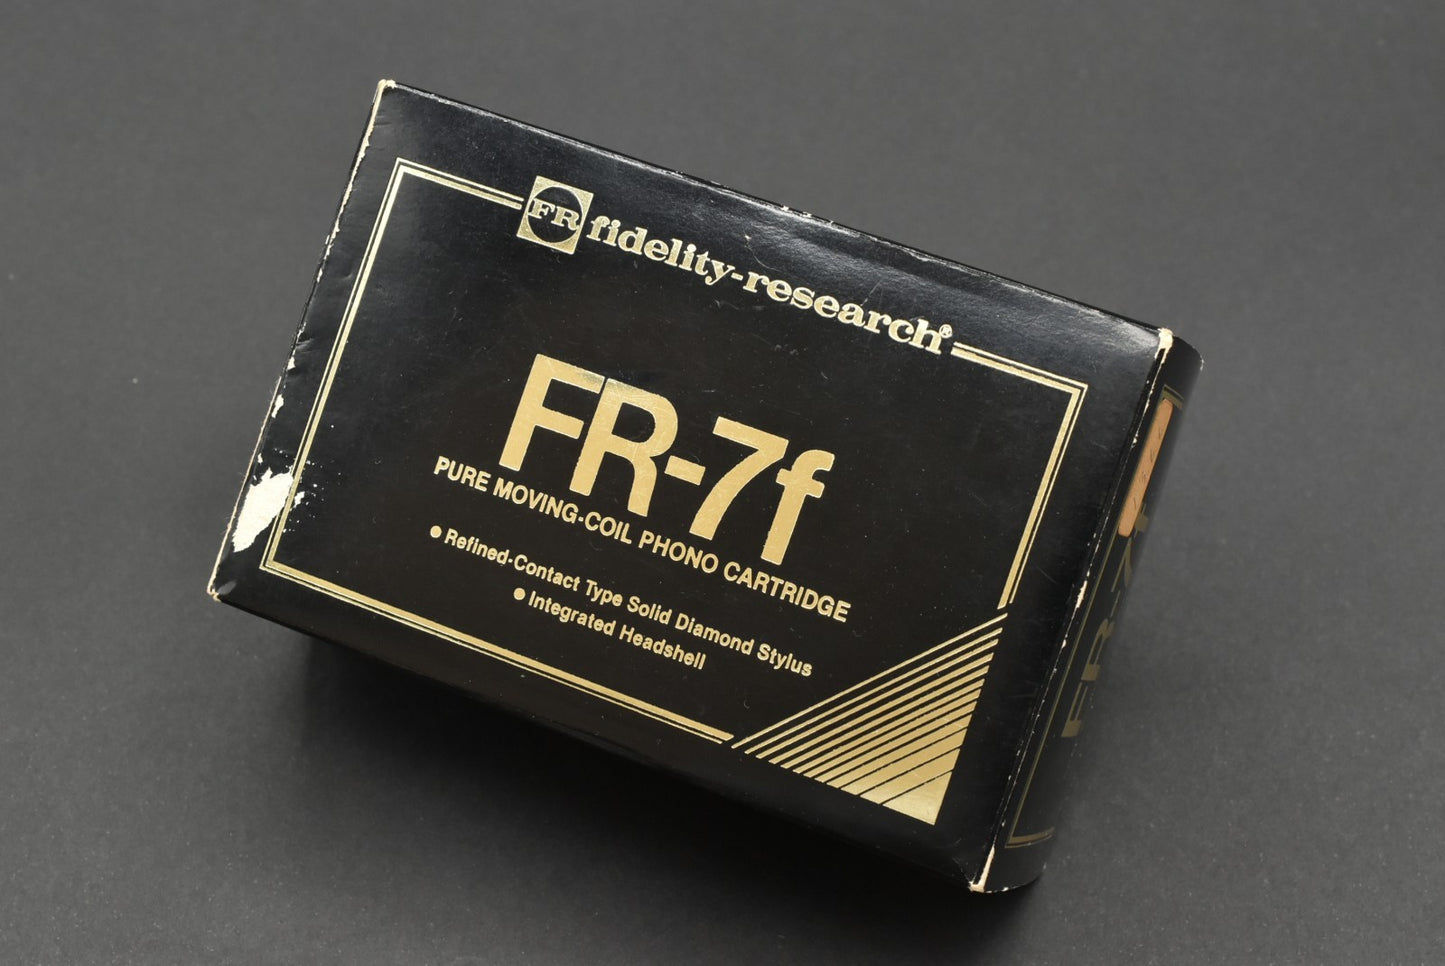 FR fidelity-research®
FR-7f
PURE MOVING-COIL PHONO CARTRIDGE
● Refined-Contact Type Solid Diamond Stylus
● Integrated Headshell
FR-7f